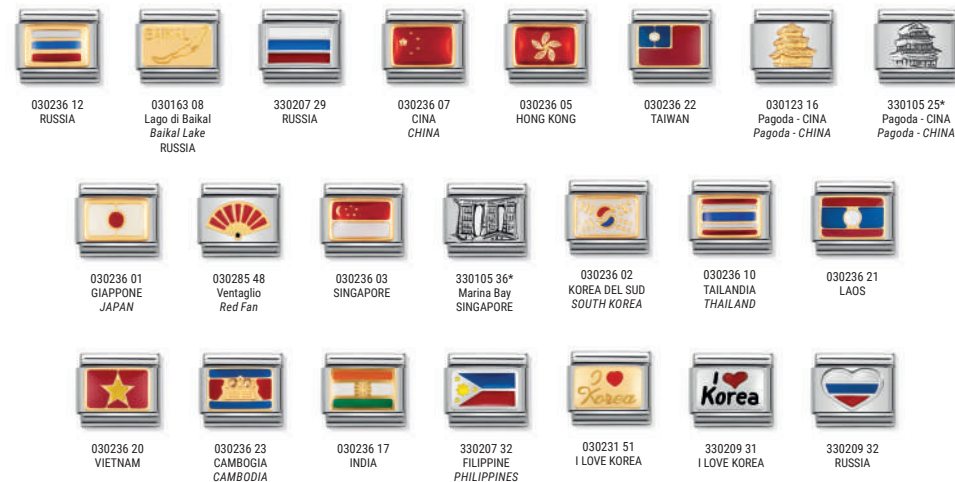 BAIKAL
030236 12
RUSSIA
030163 08
Lago di Baikal
Baikal Lake
RUSSIA
330207 29
RUSSIA
030236 07
CINA
CHINA
030236 05
HONG KONG
030236 22
TAIWAN
030123 16
Pagoda - CINA
Pagoda - CHINA
330105 25*
Pagoda - CINA
Pagoda - CHINA
030236 01
GIAPPONE
JAPAN
030285 48
Ventaglio
Red Fan
030236 03
SINGAPORE
330105 36*
Marina Bay
SINGAPORE
030236 02
KOREA DEL SUD
SOUTH KOREA
030236 10
TAILANDIA
THAILAND
030236 21
LAOS
I
Korea
I
Korea
030236 20
VIETNAM
030236 23
CAMBOGIA
CAMBODIA
030236 17
INDIA
330207 32
FILIPPINE
PHILIPPINES
030231 51
I LOVE KOREA
330209 31
I LOVE KOREA
330209 32
RUSSIA